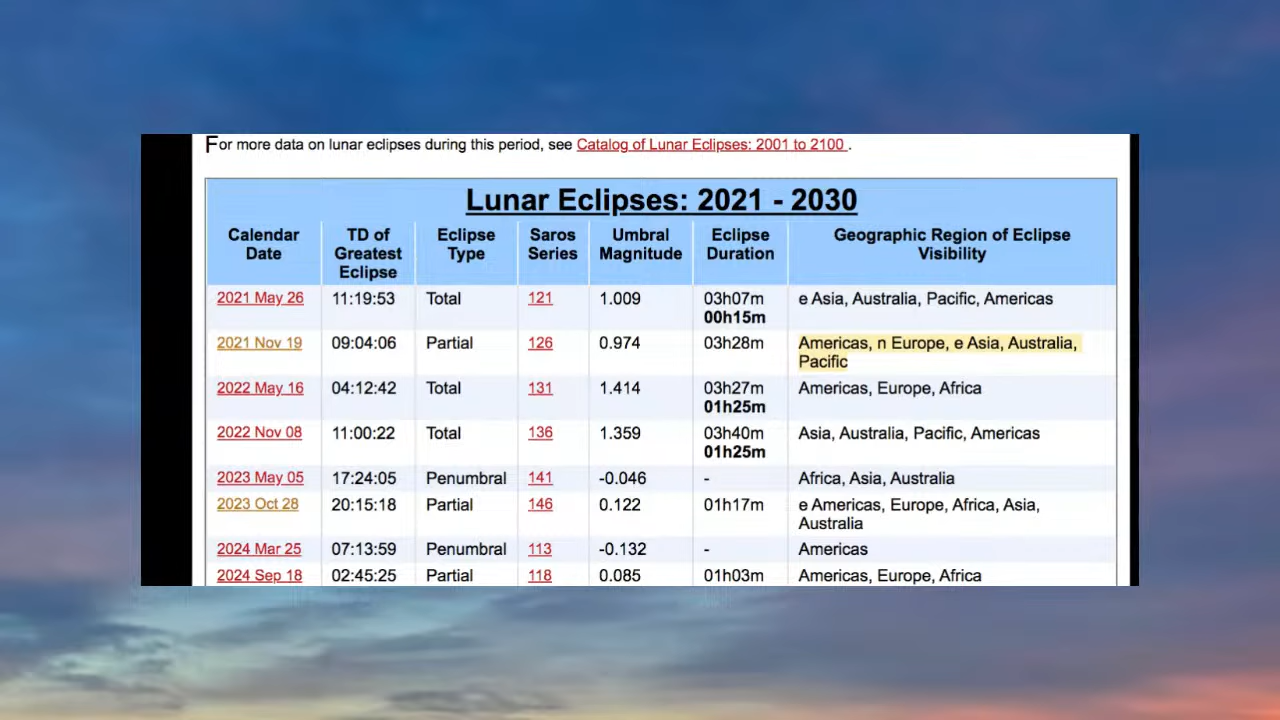 For more data on lunar eclipses during this period, see Catalog of Lunar Eclipses: 2001 to 2100 .
Lunar Eclipses: 2021 - 2030
Calendar Date TD of Greatest Eclipse Eclipse Type Saros Series Umbral Magnitude Eclipse Duration Geographic Region of Eclipse Visibility
2021 May 26 11:19:53 Total 121 1.009 03h07m e Asia, Australia, Pacific, Americas
00h15m
2021 Nov 19 09:04:06 Partial 126 0.974 03h28m Americas, n Europe, e Asia, Australia,
Pacific
2022 May 16 04:12:42 Total 131 1.414 03h27m Americas, Europe, Africa
01h25m
2022 Nov 08 11:00:22 Total 136 1.359 03h40m Asia, Australia, Pacific, Americas
01h25m
2023 May 05 17:24:05 Penumbral 141 -0.046 - Africa, Asia, Australia
2023 Oct 28 20:15:18 Partial 146 0.122 01h17m e Americas, Europe, Africa, Asia,
Australia
2024 Mar 25 07:13:59 Penumbral 113 -0.132 - Americas
2024 Sep 18 02:45:25 Partial 118 0.085 01h03m Americas, Europe, Africa